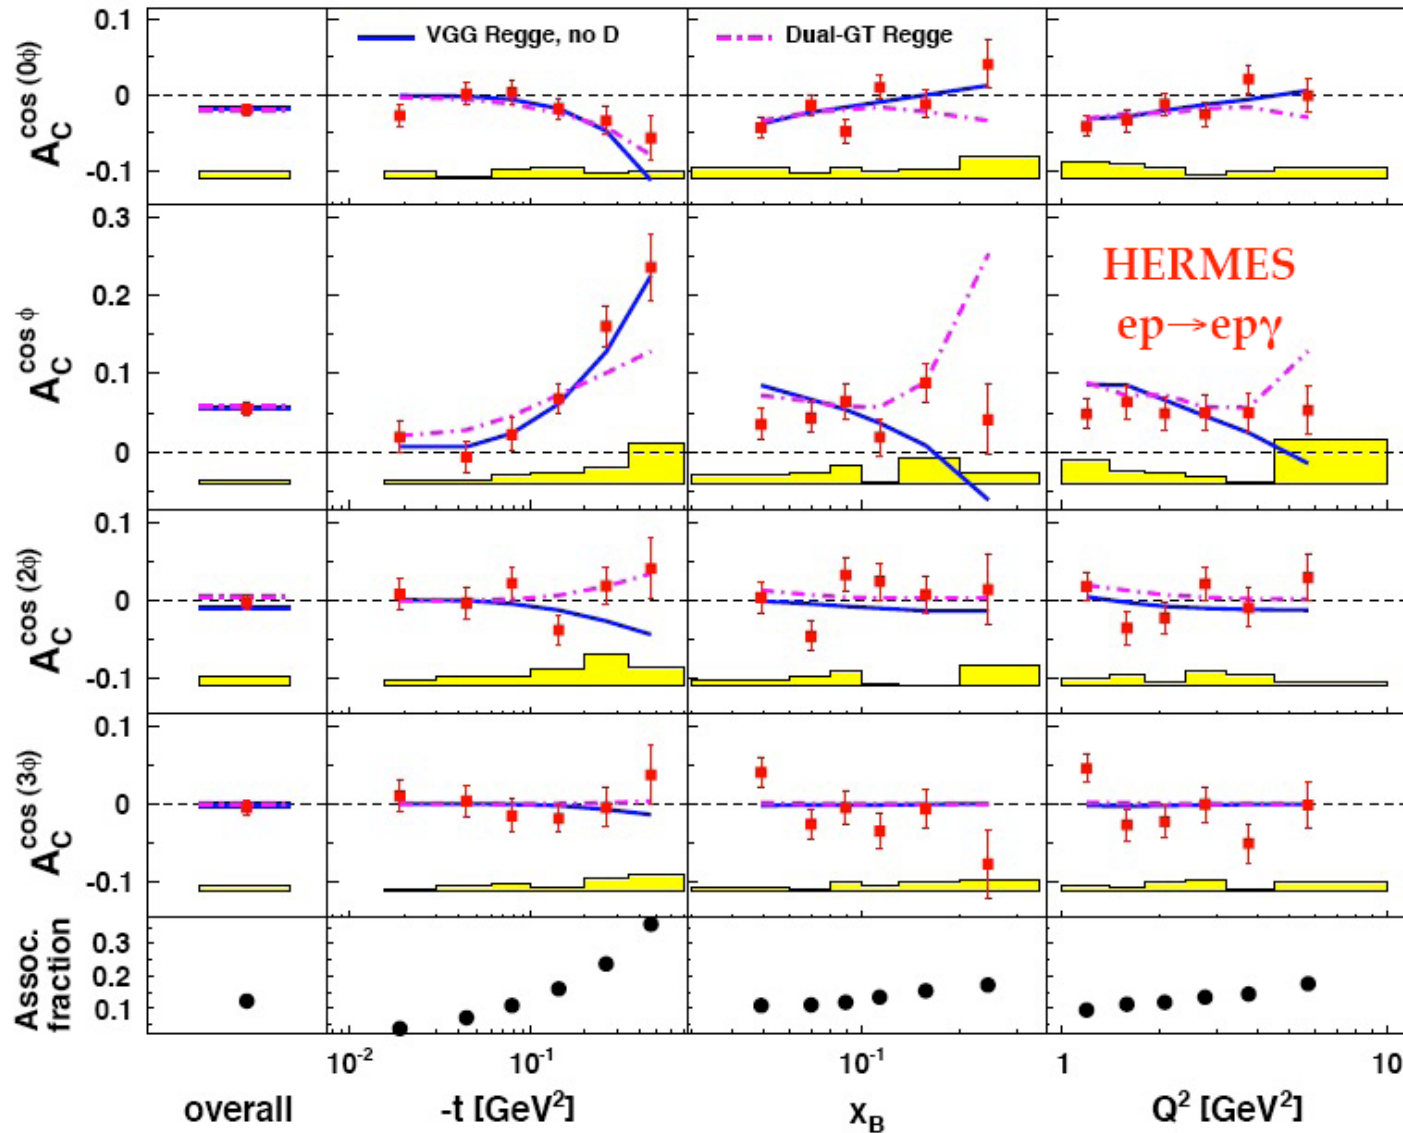 VGG Regge, no D
Dual-GT Regge
A_C^cos (0ϕ)
0.1
0
-0.1
A_C^cos ϕ
0.3
0.2
0.1
0
HERMES
ep→epγ
A_C^cos (2ϕ)
0.1
0
-0.1
A_C^cos (3ϕ)
0.1
0
-0.1
Assoc.
fraction
0.3
0.2
0.1
10^-2
10^-1
10^-1
1
10
overall
-t [GeV^2]
x_B
Q^2 [GeV^2]